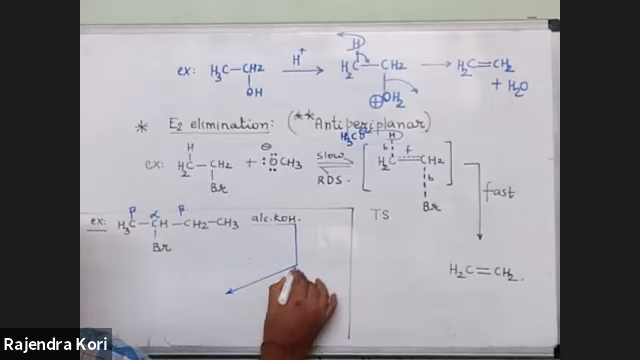 ex: H₃C-CH₂ H⁺ H₂C-CH₂ H₂C=CH₂
OH H ⊕OH₂ + H₂O
* E₂ elimination: (**Antiperiplanar)
ex: H₂C-CH₂ + :ÖCH₃ slow H₂C=CH₂ fast
H Br ⊖ RDS. H₃C H b f b Br
TS
ex: H₃C-CH-CH₂-CH₃ alc.KOH.
β α β Br
H₂C=CH₂.
Rajendra Kori